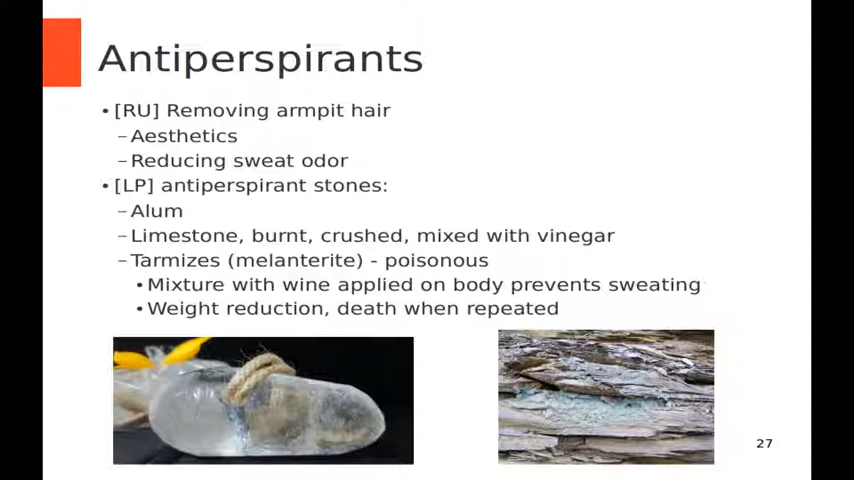 Antiperspirants
• [RU] Removing armpit hair
– Aesthetics
– Reducing sweat odor
• [LP] antiperspirant stones:
– Alum
– Limestone, burnt, crushed, mixed with vinegar
– Tarmizes (melanterite) - poisonous
• Mixture with wine applied on body prevents sweating
• Weight reduction, death when repeated
27